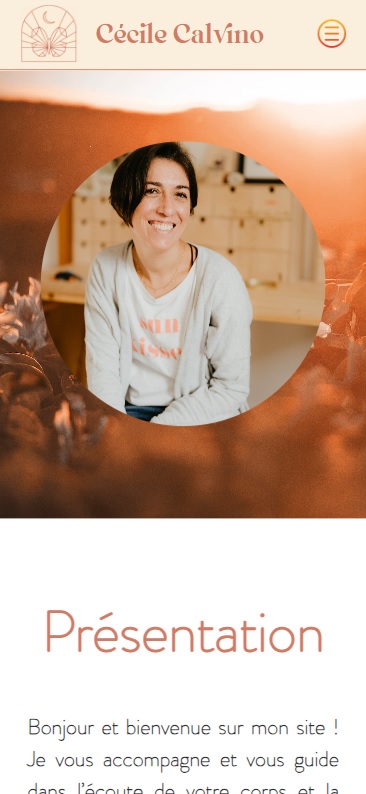 Cécile Calvino
Présentation
Bonjour et bienvenue sur mon site !
Je vous accompagne et vous guide
dans l'écoute de votre corps et la